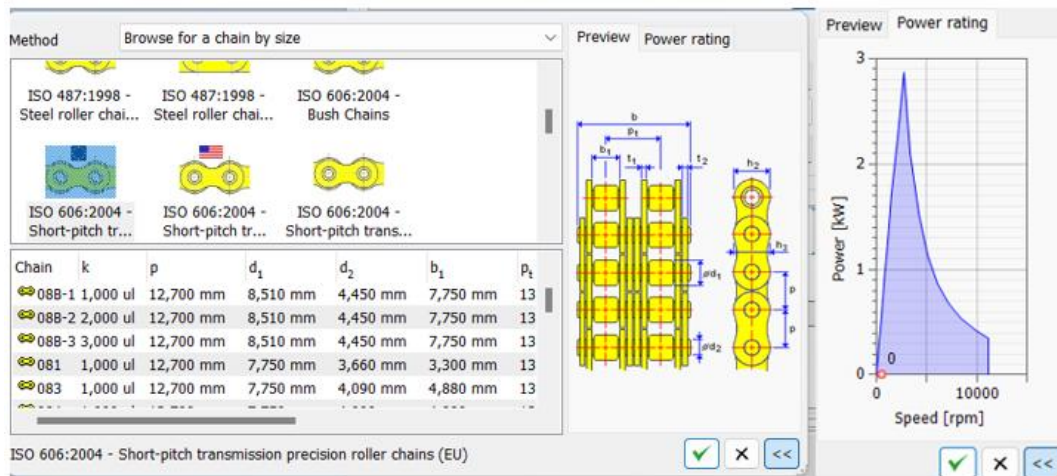 Method Browse for a chain by size
ISO 487:1998 - ISO 487:1998 - ISO 606:2004 -
Steel roller chai... Steel roller chai... Bush Chains
ISO 606:2004 - ISO 606:2004 - ISO 606:2004 -
Short-pitch tr... Short-pitch tr... Short-pitch trans...
Chain k p d1 d2 b1 pt
08B-1 1,000 ul 12,700 mm 8,510 mm 4,450 mm 7,750 mm 13
08B-2 2,000 ul 12,700 mm 8,510 mm 4,450 mm 7,750 mm 13
08B-3 3,000 ul 12,700 mm 8,510 mm 4,450 mm 7,750 mm 13
081 1,000 ul 12,700 mm 7,750 mm 3,660 mm 3,300 mm 13
083 1,000 ul 12,700 mm 7,750 mm 4,090 mm 4,880 mm 13
ISO 606:2004 - Short-pitch transmission precision roller chains (EU)
Preview Power rating
b
pt
b1 t1 t2 h2
h3
ød1
p
p
ød2
<<
Preview Power rating
3
2
1
0
0
Power [kW]
0 10000
Speed [rpm]
<<